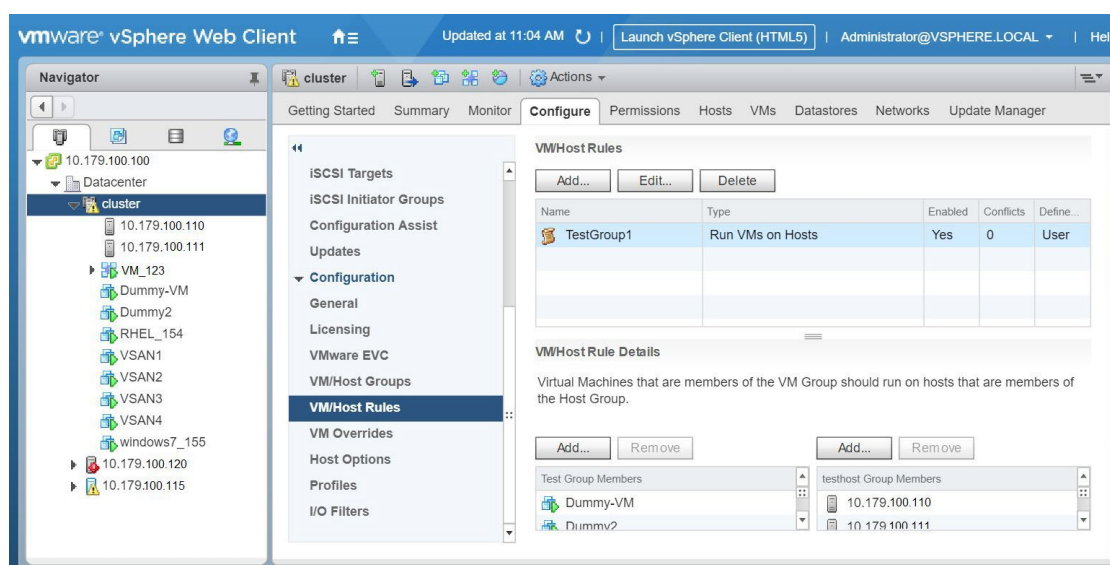 vmware® vSphere Web Client
Updated at 11:04 AM
Launch vSphere Client (HTML5)
Administrator@VSPHERE.LOCAL
Hel
Navigator
10.179.100.100
Datacenter
cluster
10.179.100.110
10.179.100.111
VM_123
Dummy-VM
Dummy2
RHEL_154
VSAN1
VSAN2
VSAN3
VSAN4
windows7_155
10.179.100.120
10.179.100.115
cluster
Actions
Getting Started Summary Monitor Configure Permissions Hosts VMs Datastores Networks Update Manager
iSCSI Targets
iSCSI Initiator Groups
Configuration Assist
Updates
Configuration
General
Licensing
VMware EVC
VM/Host Groups
VM/Host Rules
VM Overrides
Host Options
Profiles
I/O Filters
VM/Host Rules
Add... Edit... Delete
Name Type Enabled Conflicts Define...
TestGroup1 Run VMs on Hosts Yes 0 User
VM/Host Rule Details
Virtual Machines that are members of the VM Group should run on hosts that are members of
the Host Group.
Add... Remove
Test Group Members
Dummy-VM
Dummy2
Add... Remove
testhost Group Members
10.179.100.110
10.179.100.111